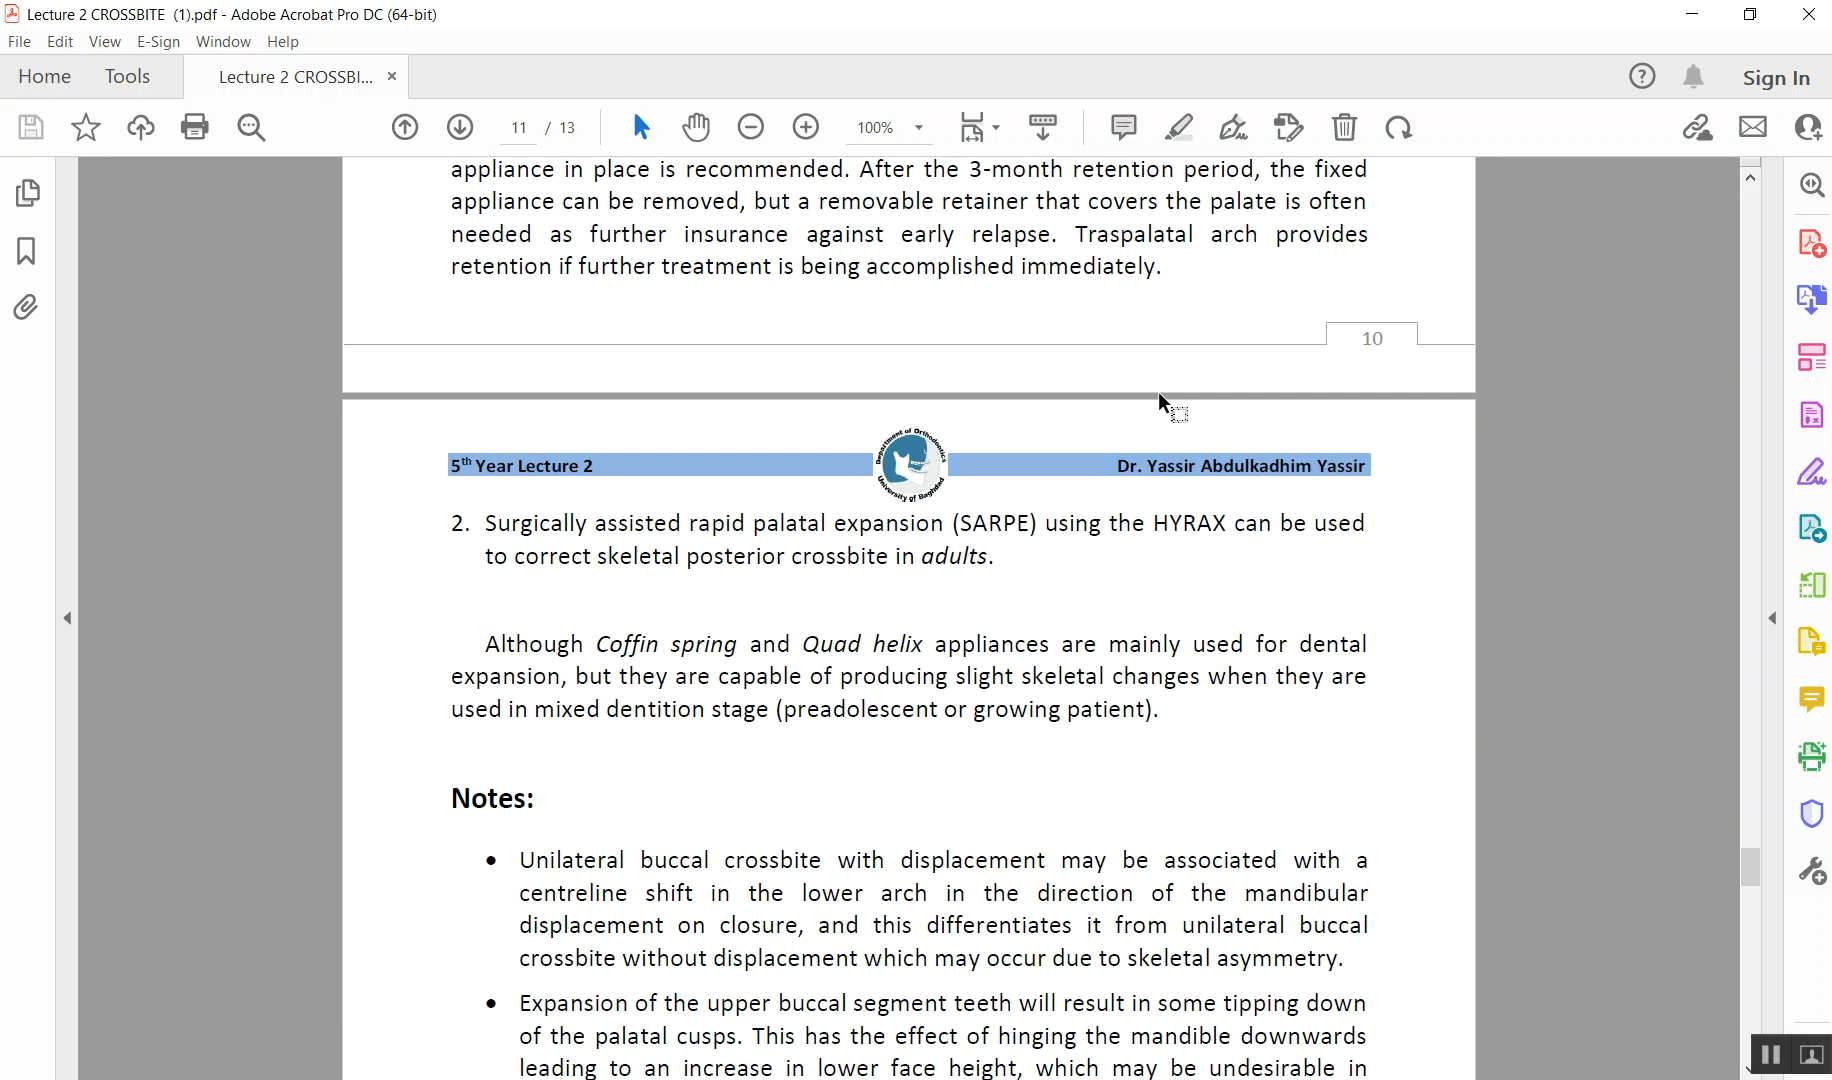 Lecture 2 CROSSBITE (1).pdf - Adobe Acrobat Pro DC (64-bit)
File Edit View E-Sign Window Help
Home Tools Lecture 2 CROSSBI... × Sign In
11 / 13 100%
appliance in place is recommended. After the 3-month retention period, the fixed
appliance can be removed, but a removable retainer that covers the palate is often
needed as further insurance against early relapse. Traspalatal arch provides
retention if further treatment is being accomplished immediately.
10
5th Year Lecture 2 Dr. Yassir Abdulkadhim Yassir
Department of Orthodontics
University of Baghdad
2. Surgically assisted rapid palatal expansion (SARPE) using the HYRAX can be used
to correct skeletal posterior crossbite in adults.
Although Coffin spring and Quad helix appliances are mainly used for dental
expansion, but they are capable of producing slight skeletal changes when they are
used in mixed dentition stage (preadolescent or growing patient).
Notes:
• Unilateral buccal crossbite with displacement may be associated with a
centreline shift in the lower arch in the direction of the mandibular
displacement on closure, and this differentiates it from unilateral buccal
crossbite without displacement which may occur due to skeletal asymmetry.
• Expansion of the upper buccal segment teeth will result in some tipping down
of the palatal cusps. This has the effect of hinging the mandible downwards
leading to an increase in lower face height, which may be undesirable in